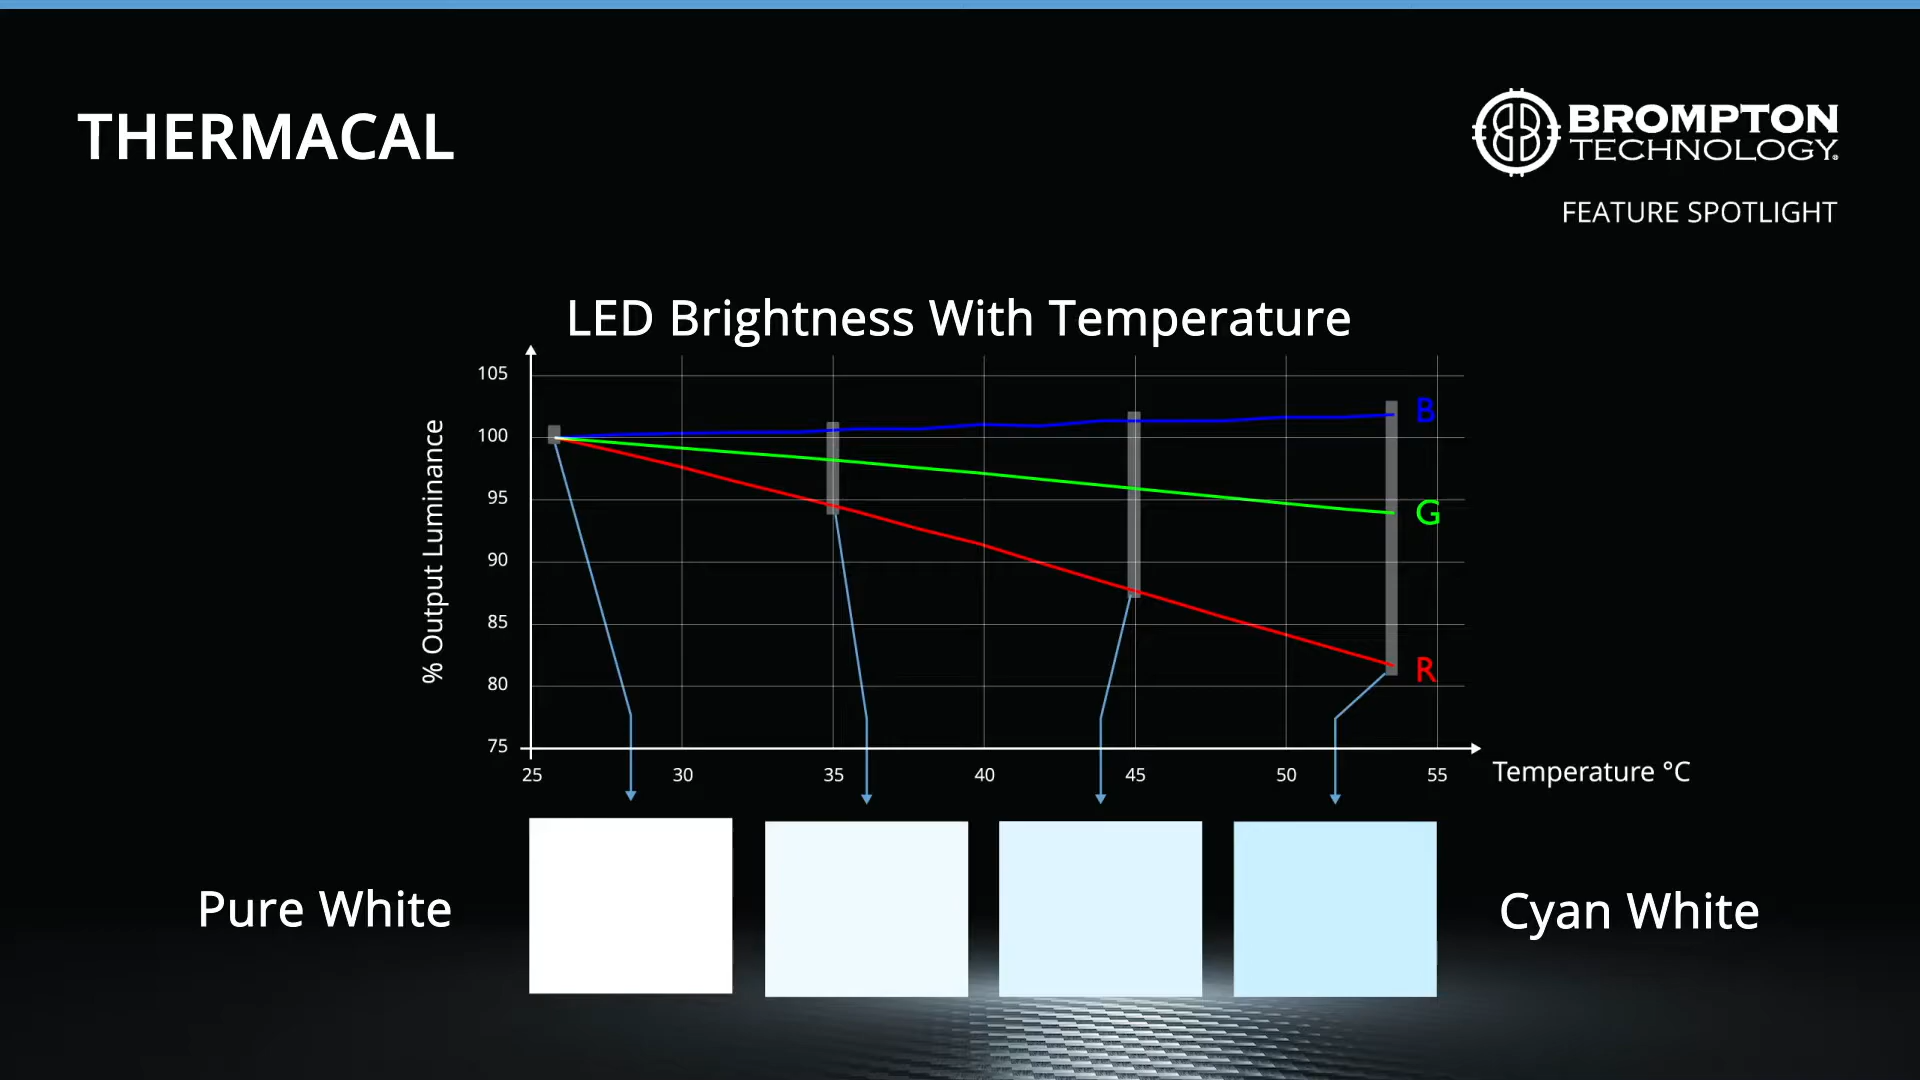 THERMACAL
BROMPTON
TECHNOLOGY®
FEATURE SPOTLIGHT
LED Brightness With Temperature
% Output Luminance
105
100
95
90
85
80
75
B
G
R
25 30 35 40 45 50 55
Temperature °C
Pure White
Cyan White